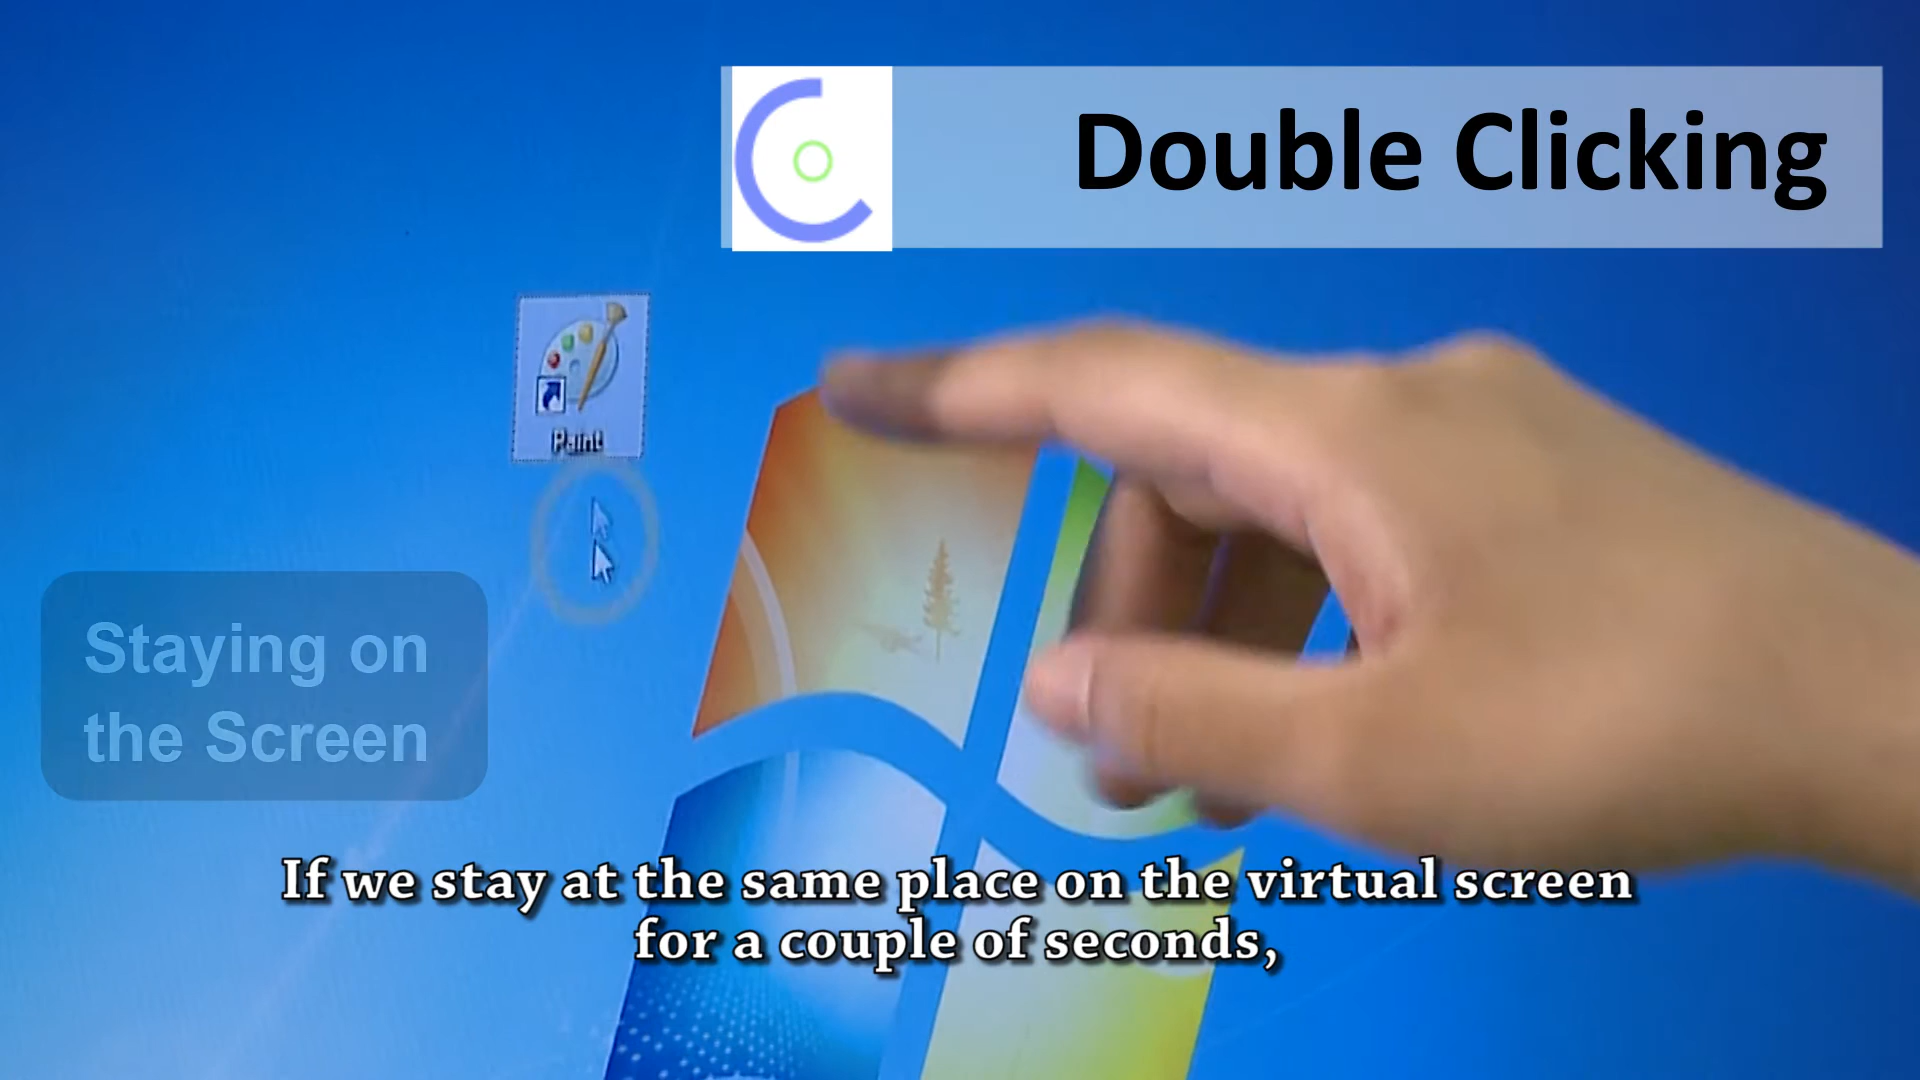 Double Clicking
Paint
Staying on
the Screen
If we stay at the same place on the virtual screen
for a couple of seconds,